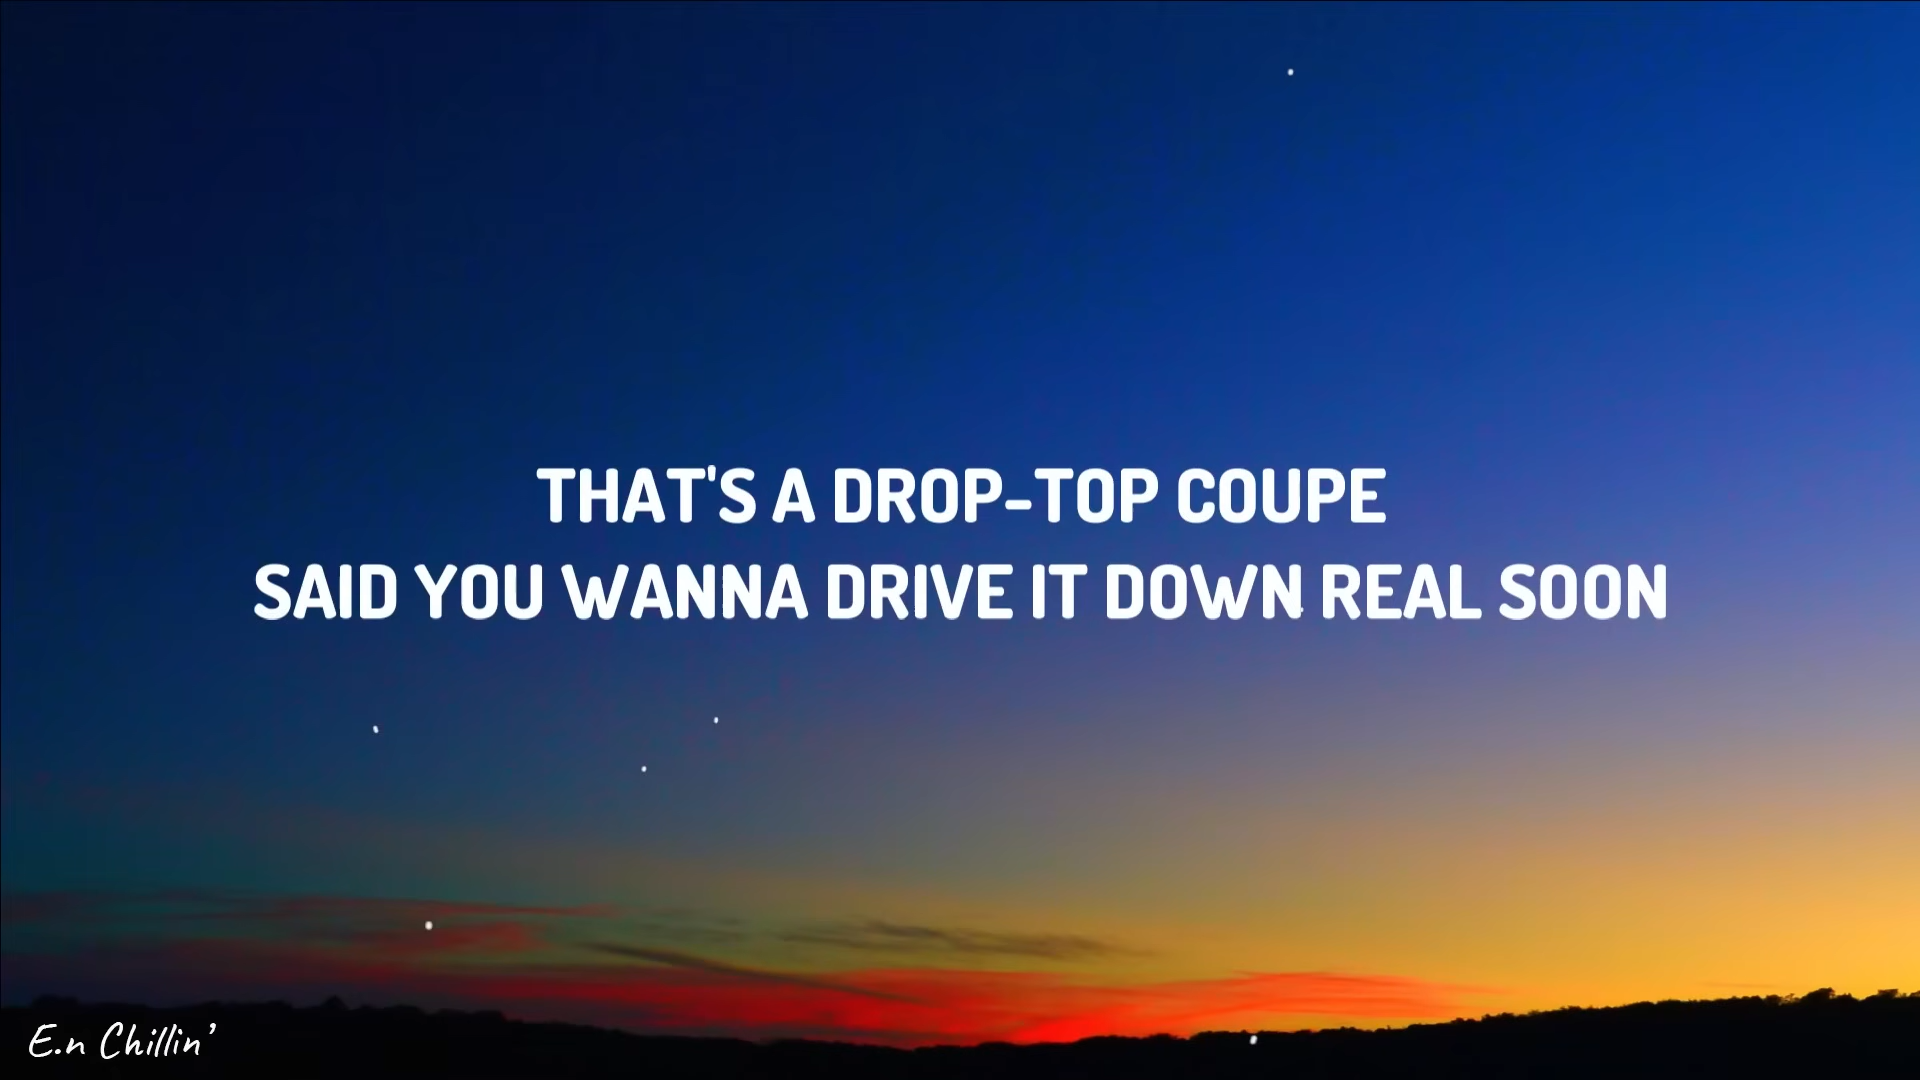 THAT'S A DROP-TOP COUPE
SAID YOU WANNA DRIVE IT DOWN REAL SOON
E.n Chillin'